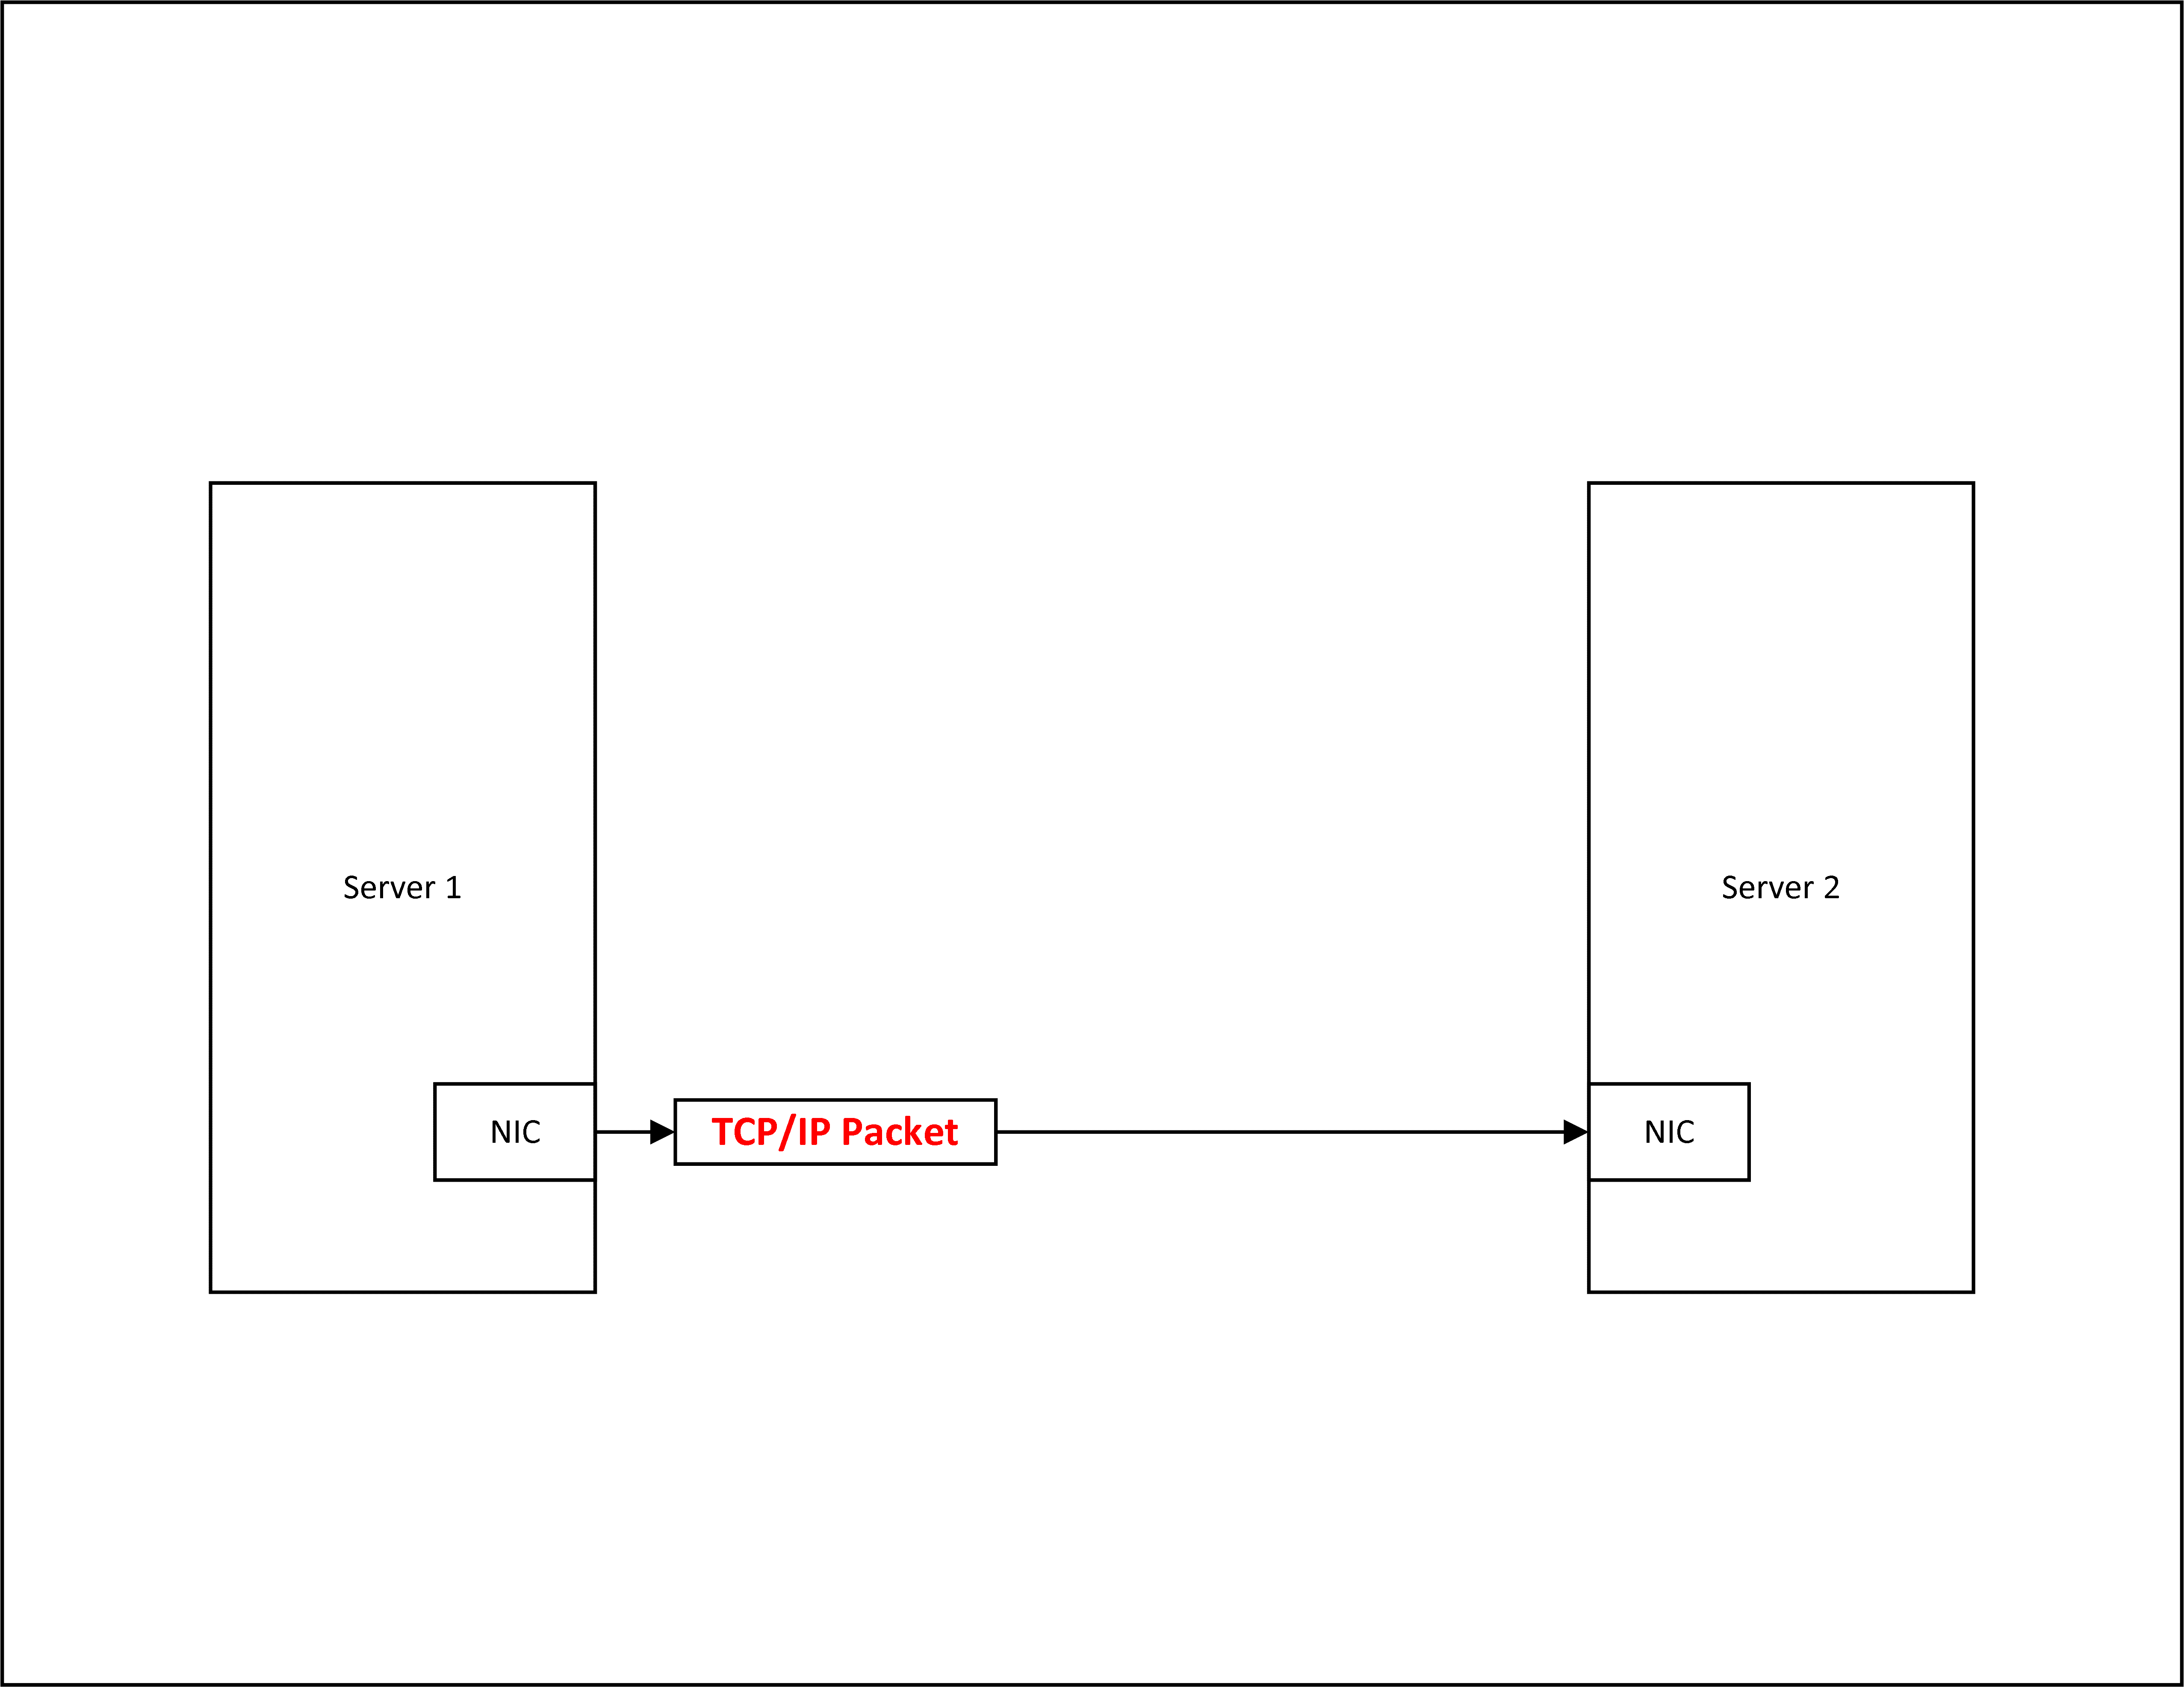 Server 1
Server 2
NIC
TCP/IP Packet
NIC